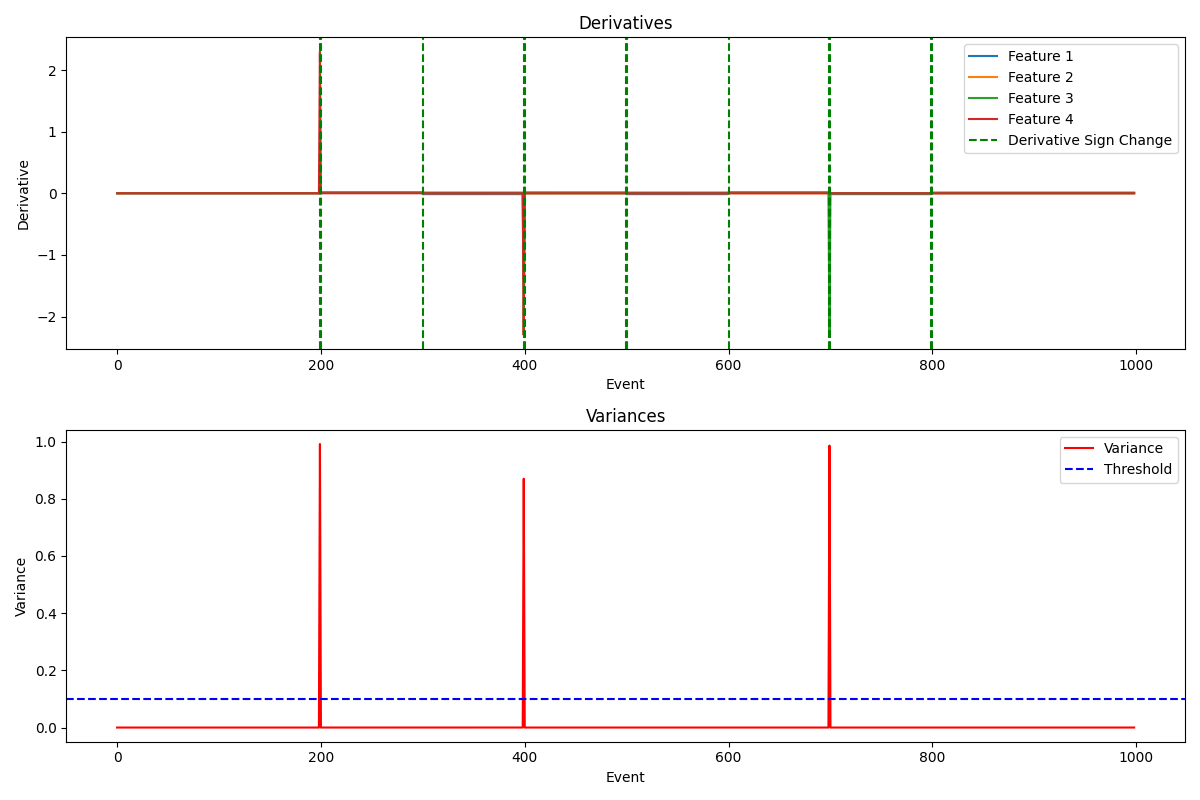 Derivatives
2
1
0
−1
−2
Derivative
Feature 1
Feature 2
Feature 3
Feature 4
Derivative Sign Change
0 200 400 600 800 1000
Event
Variances
1.0
0.8
0.6
0.4
0.2
0.0
Variance
Variance
Threshold
0 200 400 600 800 1000
Event